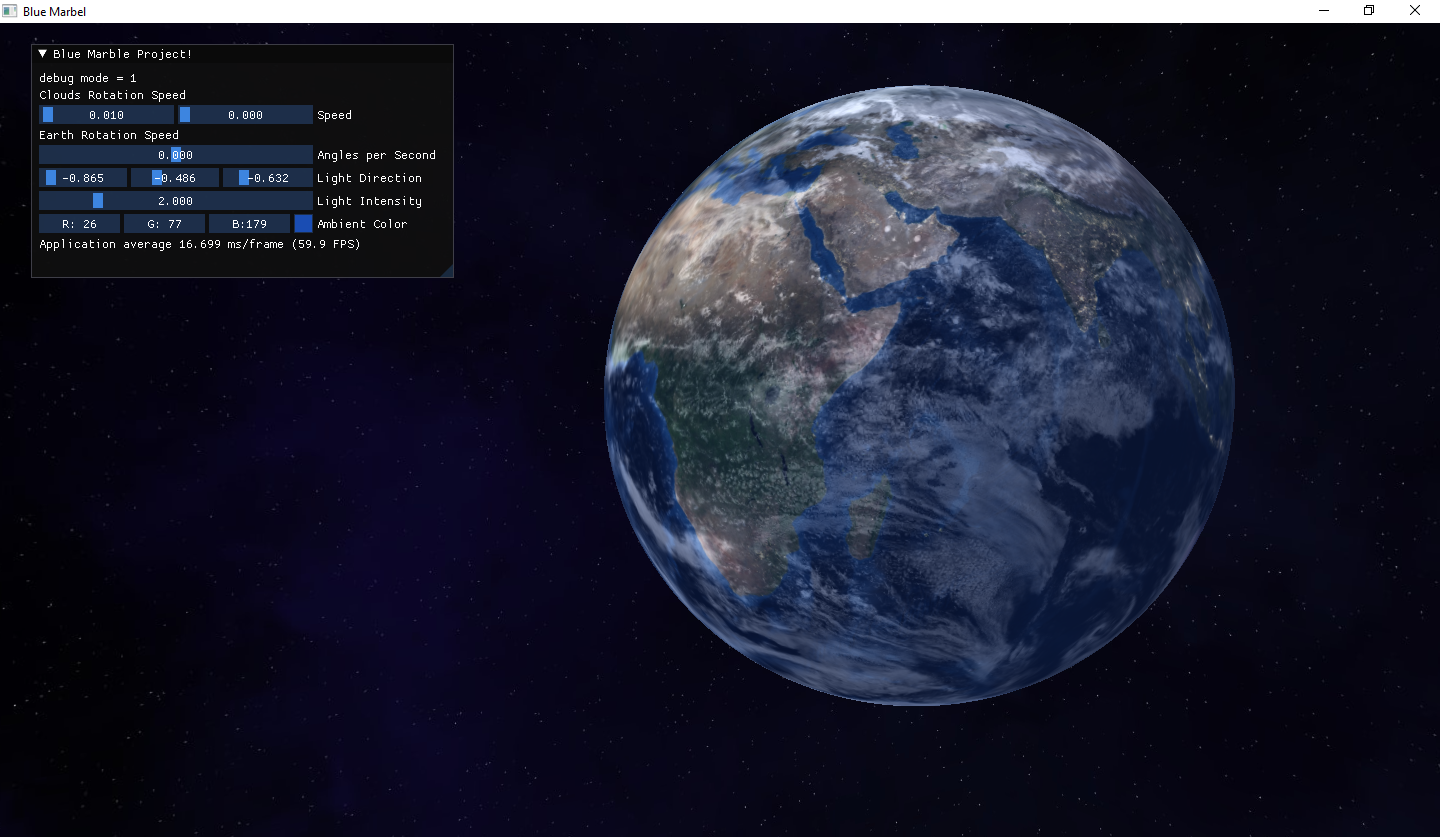 Blue Marbel
Blue Marble Project!
debug mode = 1
Clouds Rotation Speed
0.010 0.000 Speed
Earth Rotation Speed
0.000 Angles per Second
-0.865 -0.486 -0.632 Light Direction
2.000 Light Intensity
R: 26 G: 77 B:179 Ambient Color
Application average 16.699 ms/frame (59.9 FPS)